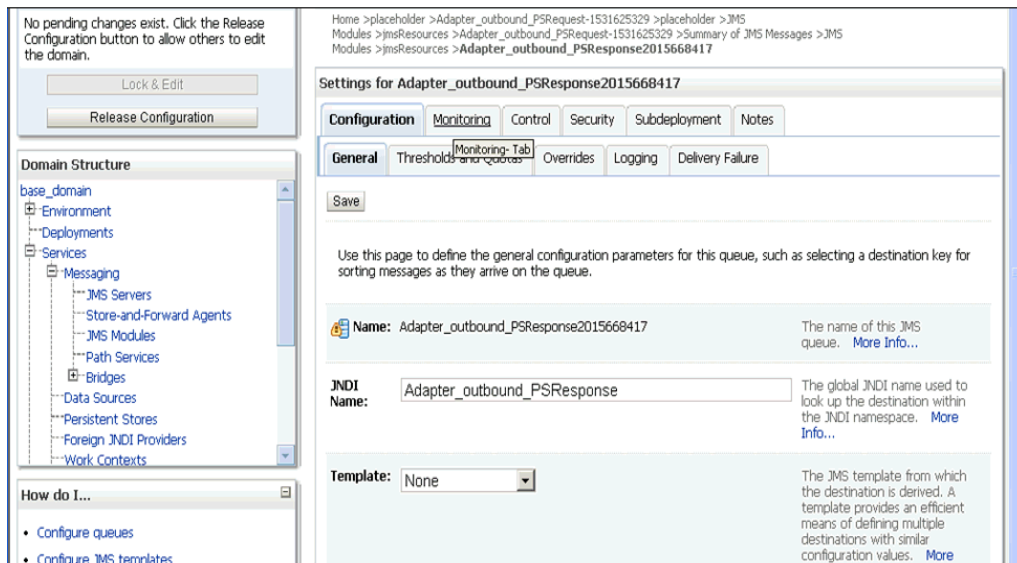 No pending changes exist. Click the Release
Configuration button to allow others to edit
the domain.
Lock & Edit
Release Configuration
Domain Structure
base_domain
Environment
Deployments
Services
Messaging
JMS Servers
Store-and-Forward Agents
JMS Modules
Path Services
Bridges
Data Sources
Persistent Stores
Foreign JNDI Providers
Work Contexts
How do I...
Configure queues
Configure JMS templates
Home >placeholder >Adapter_outbound_PSRequest-1531625329 >placeholder >JMS
Modules >jmsResources >Adapter_outbound_PSRequest-1531625329 >Summary of JMS Messages >JMS
Modules >jmsResources >Adapter_outbound_PSResponse2015668417
Settings for Adapter_outbound_PSResponse2015668417
Configuration Monitoring Control Security Subdeployment Notes
Monitoring- Tab
General Thresholds and Quotas Overrides Logging Delivery Failure
Save
Use this page to define the general configuration parameters for this queue, such as selecting a destination key for
sorting messages as they arrive on the queue.
Name: Adapter_outbound_PSResponse2015668417
The name of this JMS
queue. More Info...
JNDI
Name:
Adapter_outbound_PSResponse
The global JNDI name used to
look up the destination within
the JNDI namespace. More
Info...
Template: None
The JMS template from which
the destination is derived. A
template provides an efficient
means of defining multiple
destinations with similar
configuration values. More